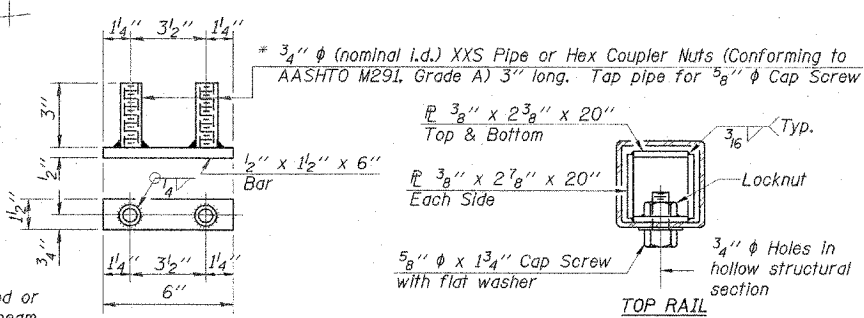 1¼" 3½" 1¼"
* ¾" φ (nominal i.d.) XXS Pipe or Hex Coupler Nuts (Conforming to
AASHTO M291, Grade A) 3" long. Tap pipe for ⅝" φ Cap Screw
3"
½"
½" x 1½" x 6"
Bar
¼
1½"
¾"
1¼" 3½" 1¼"
6"
od or
beam
℄ ⅜" x 2⅜" x 20"
Top & Bottom
3/16 Typ.
℄ ⅜" x 2⅞" x 20"
Each Side
Locknut
⅝" φ x 1¾" Cap Screw
with flat washer
¾" φ Holes in
hollow structural
section
TOP RAIL